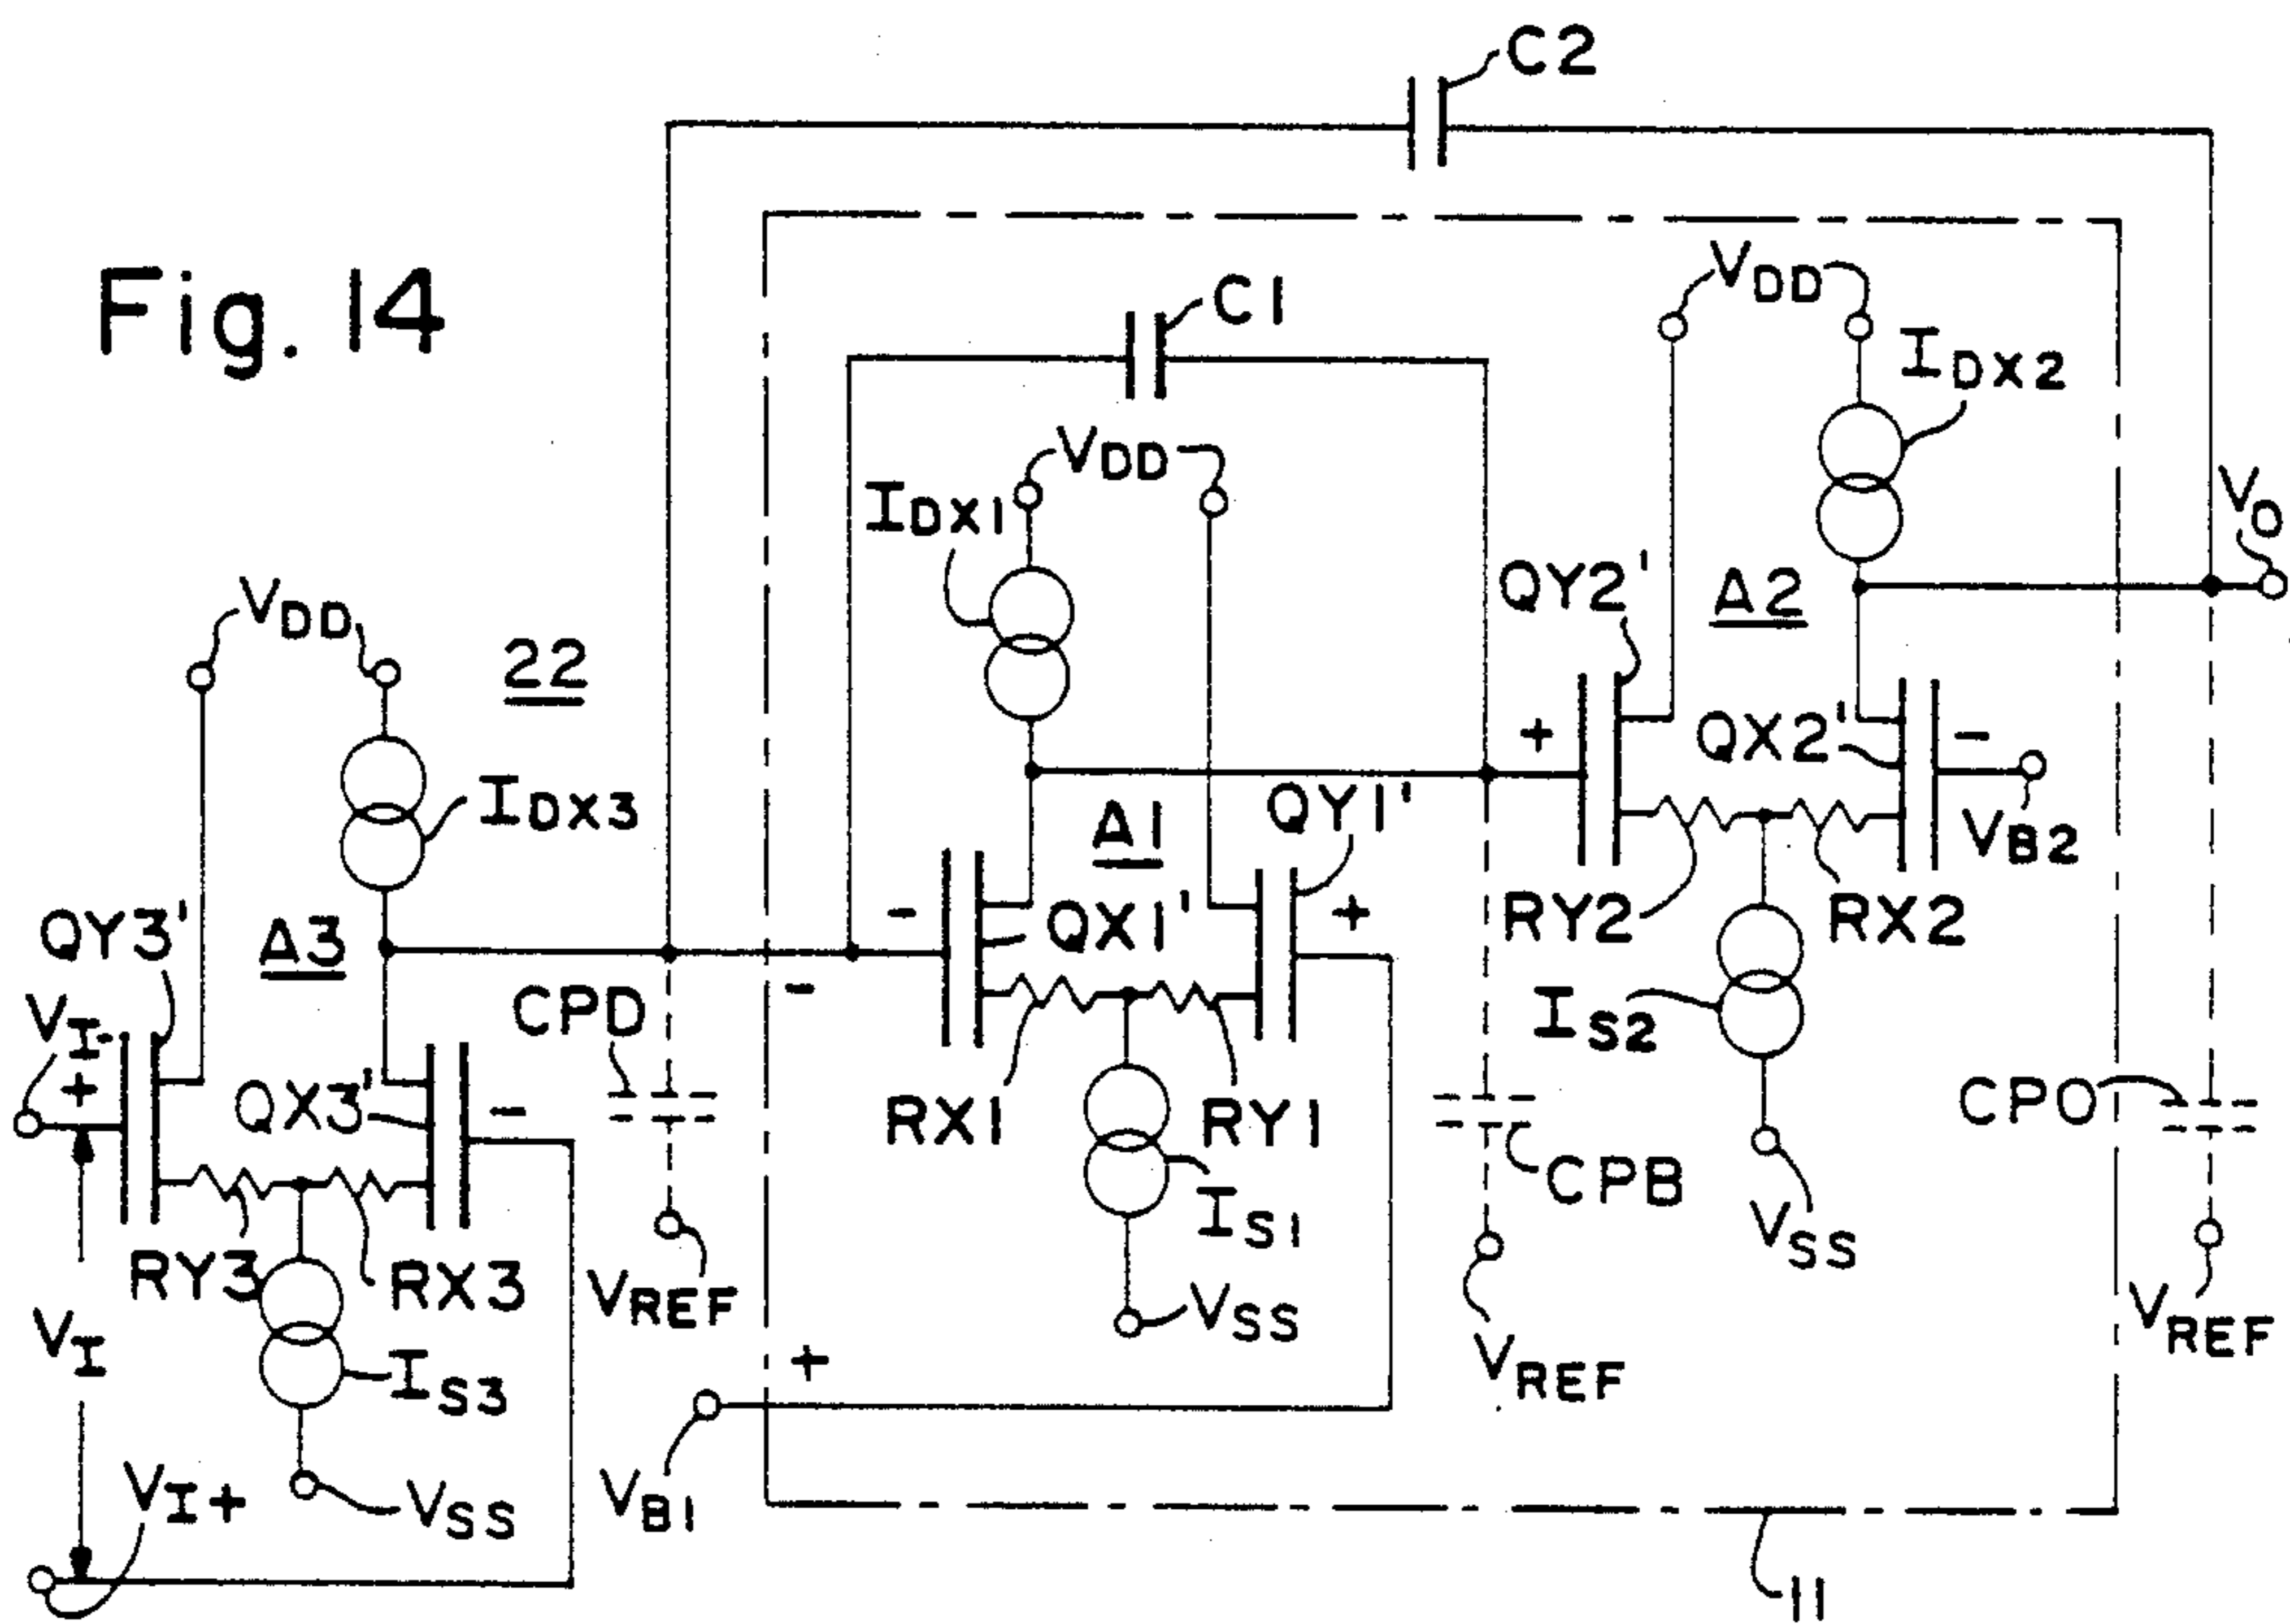 Fig. 14
C2
C1
VDD
IDX2
VDD
IDX1
VO
QY2'
A2
VDD
22
QX2'
+
-
IDX3
QY1'
A1
VB2
QY3'
A3
-
QX1'
+
RY2
RX2
VI-
CPD
-
IS2
+
QX3'
-
RX1
RY1
CPO
CPB
RY3
RX3
IS1
VSS
VREF
VSS
VREF
VI
IS3
+
VREF
VI+
VSS
VB1
11